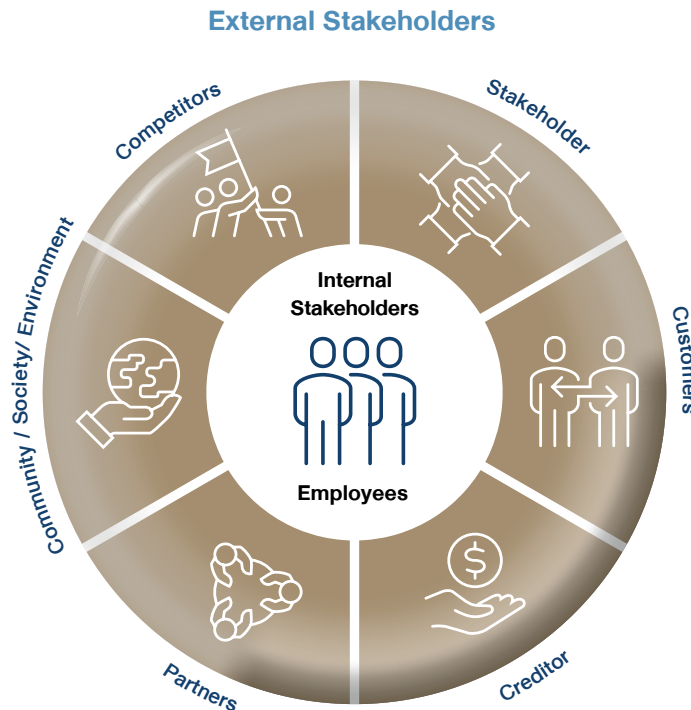 External Stakeholders
Competitors
Stakeholder
Community / Society/ Environment
Internal
Stakeholders
Customers
$
Employees
Partners
Creditor